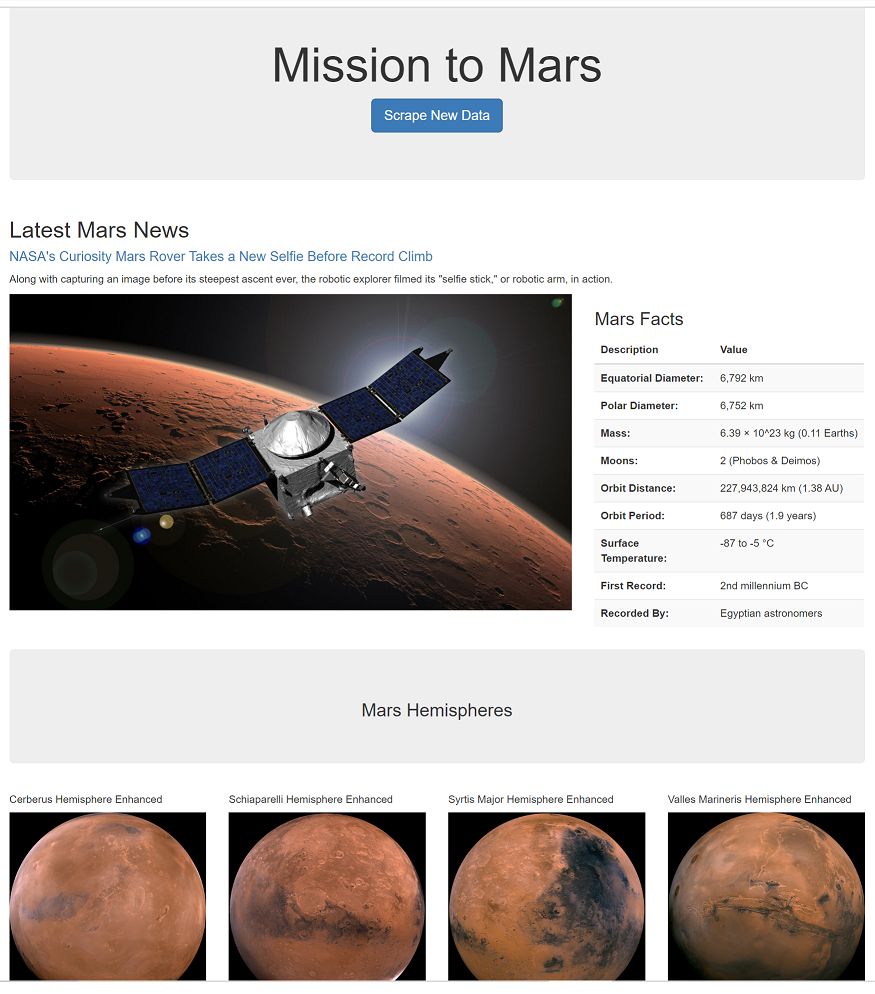 Mission to Mars
Scrape New Data
Latest Mars News
NASA's Curiosity Mars Rover Takes a New Selfie Before Record Climb
Along with capturing an image before its steepest ascent ever, the robotic explorer filmed its "selfie stick," or robotic arm, in action.
Mars Facts
Description Value
Equatorial Diameter: 6,792 km
Polar Diameter: 6,752 km
Mass: 6.39 × 10^23 kg (0.11 Earths)
Moons: 2 (Phobos & Deimos)
Orbit Distance: 227,943,824 km (1.38 AU)
Orbit Period: 687 days (1.9 years)
Surface -87 to -5 °C
Temperature:
First Record: 2nd millennium BC
Recorded By: Egyptian astronomers
Mars Hemispheres
Cerberus Hemisphere Enhanced
Schiaparelli Hemisphere Enhanced
Syrtis Major Hemisphere Enhanced
Valles Marineris Hemisphere Enhanced